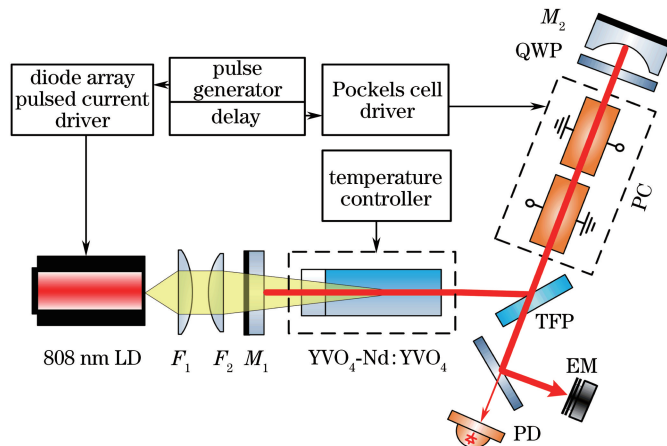 M₂
QWP
diode array
pulsed current
driver
pulse
generator
delay
Pockels cell
driver
temperature
controller
PC
TFP
808 nm LD
F₁
F₂
M₁
YVO₄-Nd:YVO₄
EM
PD